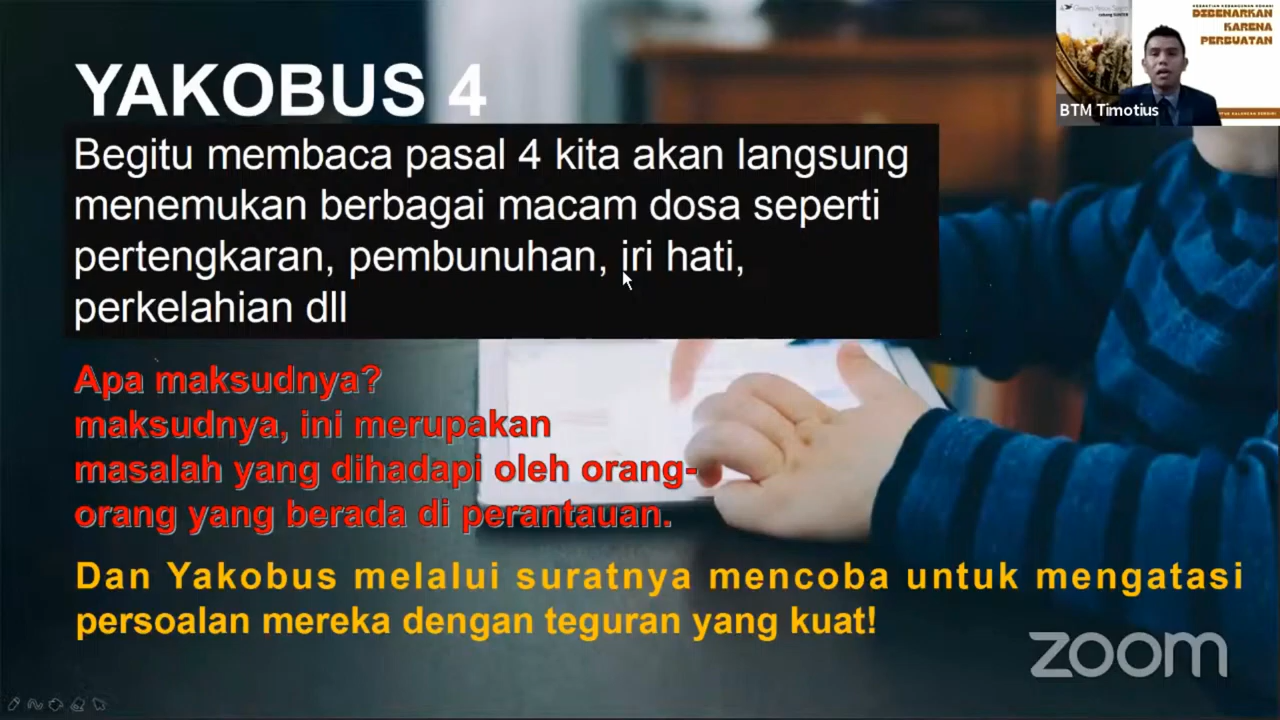 YAKOBUS 4
Begitu membaca pasal 4 kita akan langsung
menemukan berbagai macam dosa seperti
pertengkaran, pembunuhan, iri hati,
perkelahian dll
Apa maksudnya?
maksudnya, ini merupakan
masalah yang dihadapi oleh orang-
orang yang berada di perantauan.
Dan Yakobus melalui suratnya mencoba untuk mengatasi
persoalan mereka dengan teguran yang kuat!
DIBENARKAN
KARENA
PERBUATAN
BTM Timotius
zoom